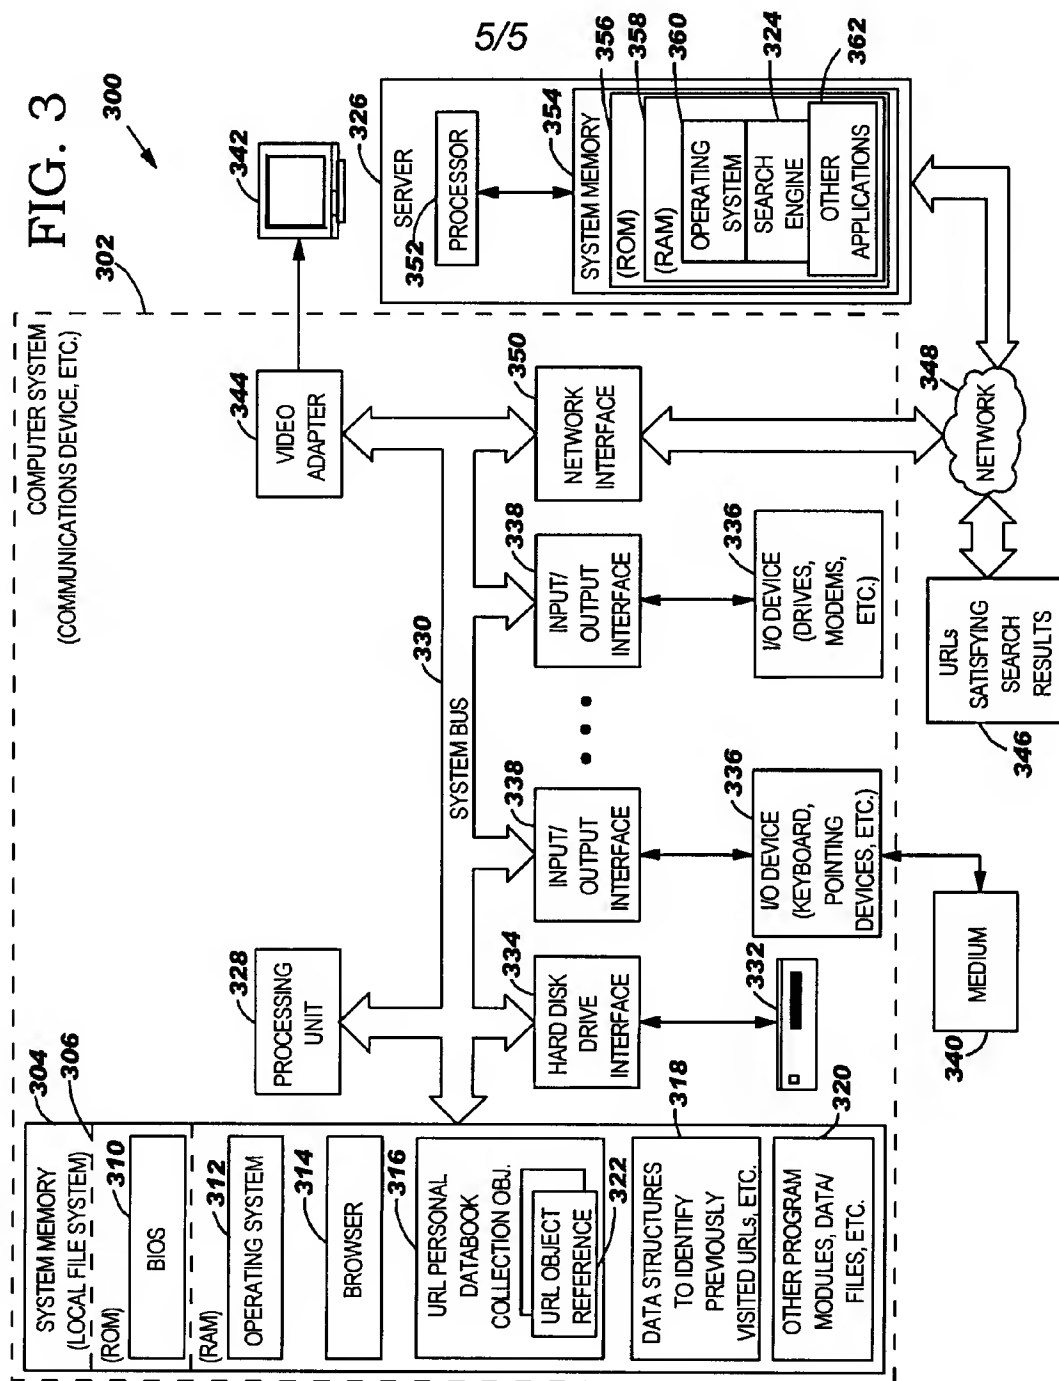 5/5
FIG. 3
300
302
COMPUTER SYSTEM
(COMMUNICATIONS DEVICE, ETC.)
304
SYSTEM MEMORY
(LOCAL FILE SYSTEM)
306
(ROM)
310
BIOS
(RAM)
312
OPERATING SYSTEM
314
BROWSER
316
URL PERSONAL
DATABOOK
COLLECTION OBJ.
URL OBJECT
REFERENCE
322
318
DATA STRUCTURES
TO IDENTIFY
PREVIOUSLY
VISITED URLs, ETC.
320
OTHER PROGRAM
MODULES, DATA/
FILES, ETC.
328
PROCESSING
UNIT
330
SYSTEM BUS
344
VIDEO
ADAPTER
342
334
HARD DISK
DRIVE
INTERFACE
332
338
INPUT/
OUTPUT
INTERFACE
338
INPUT/
OUTPUT
INTERFACE
350
NETWORK
INTERFACE
336
I/O DEVICE
(KEYBOARD,
POINTING
DEVICES, ETC.)
336
I/O DEVICE
(DRIVES,
MODEMS,
ETC.)
340
MEDIUM
346
URLs
SATISFYING
SEARCH
RESULTS
348
NETWORK
326
SERVER
352
PROCESSOR
354
SYSTEM MEMORY
356
(ROM)
358
(RAM)
360
OPERATING
SYSTEM
324
SEARCH
ENGINE
362
OTHER
APPLICATIONS